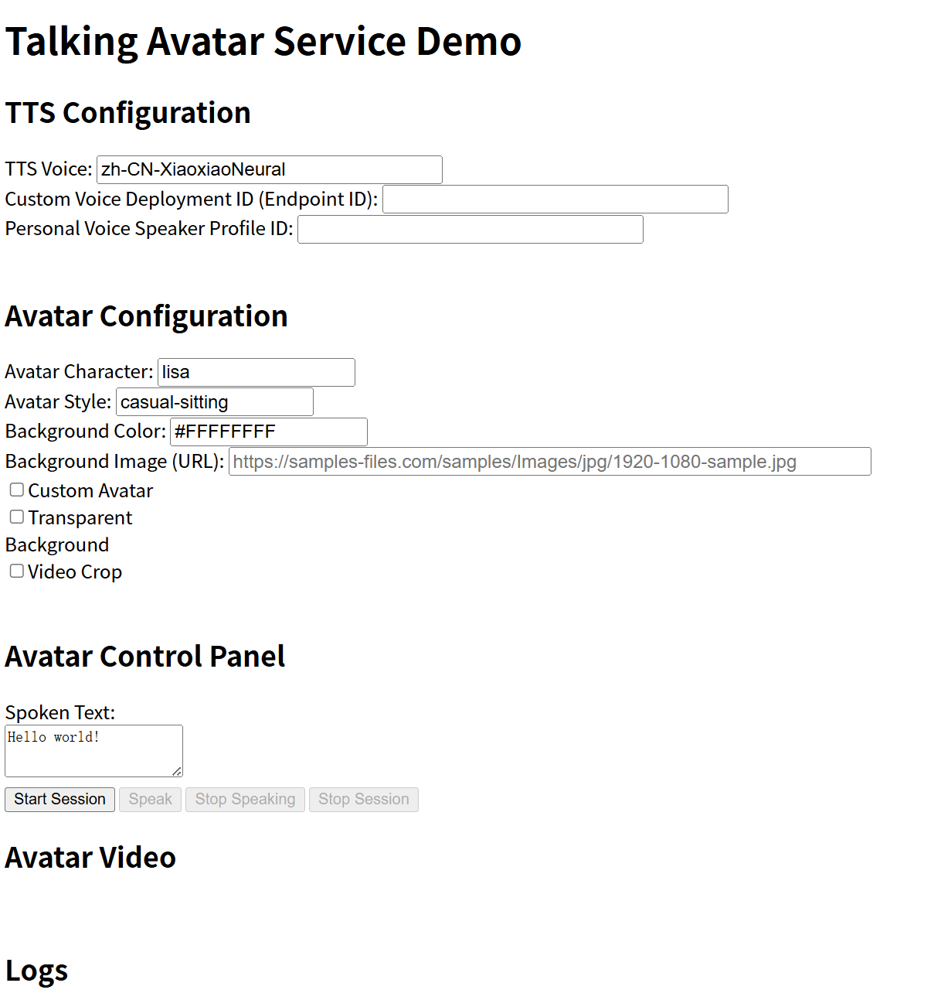 Talking Avatar Service Demo
TTS Configuration
TTS Voice: zh-CN-XiaoxiaoNeural
Custom Voice Deployment ID (Endpoint ID):
Personal Voice Speaker Profile ID:
Avatar Configuration
Avatar Character: lisa
Avatar Style: casual-sitting
Background Color: #FFFFFFFF
Background Image (URL): https://samples-files.com/samples/Images/jpg/1920-1080-sample.jpg
Custom Avatar
Transparent
Background
Video Crop
Avatar Control Panel
Spoken Text:
Hello world!
Start Session Speak Stop Speaking Stop Session
Avatar Video
Logs